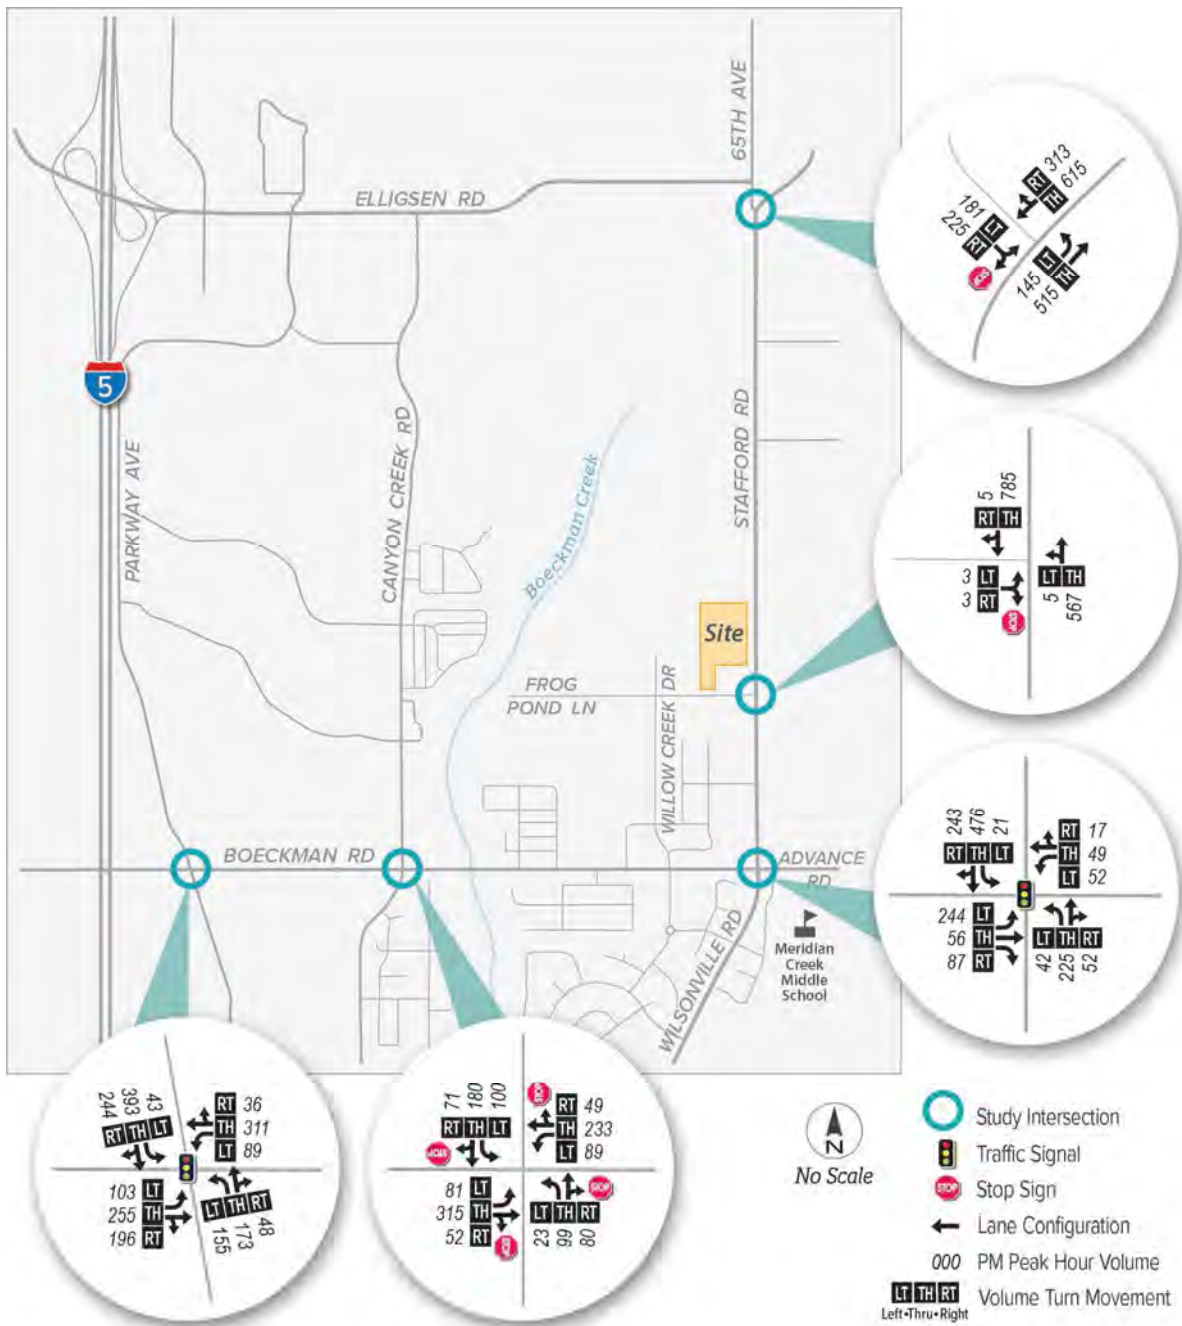 65TH AVE
ELLIGSEN RD
5
PARKWAY AVE
CANYON CREEK RD
Boeckman Creek
STAFFORD RD
Site
FROG
POND LN
WILLOW CREEK DR
BOECKMAN RD
ADVANCE
RD
WILSONVILLE RD
Meridian
Creek
Middle
School
RT 313
TH 615
181 LT
225 RT
STOP
145 LT
515 TH
5 785
RT TH
3 LT
3 RT
STOP
LT TH
5 567
243 476 21
RT TH LT
RT 17
TH 49
LT 52
244 LT
56 TH
87 RT
LT TH RT
42 225 52
244 393 43
RT TH LT
RT 36
TH 311
LT 89
103 LT
255 TH
196 RT
LT TH RT
155 173 48
71 180 100
RT TH LT
STOP
STOP
RT 49
TH 233
LT 89
81 LT
315 TH
52 RT
STOP
STOP
LT TH RT
23 99 80
N
No Scale
Study Intersection
Traffic Signal
STOP Stop Sign
Lane Configuration
000 PM Peak Hour Volume
LT TH RT Volume Turn Movement
Left•Thru•Right